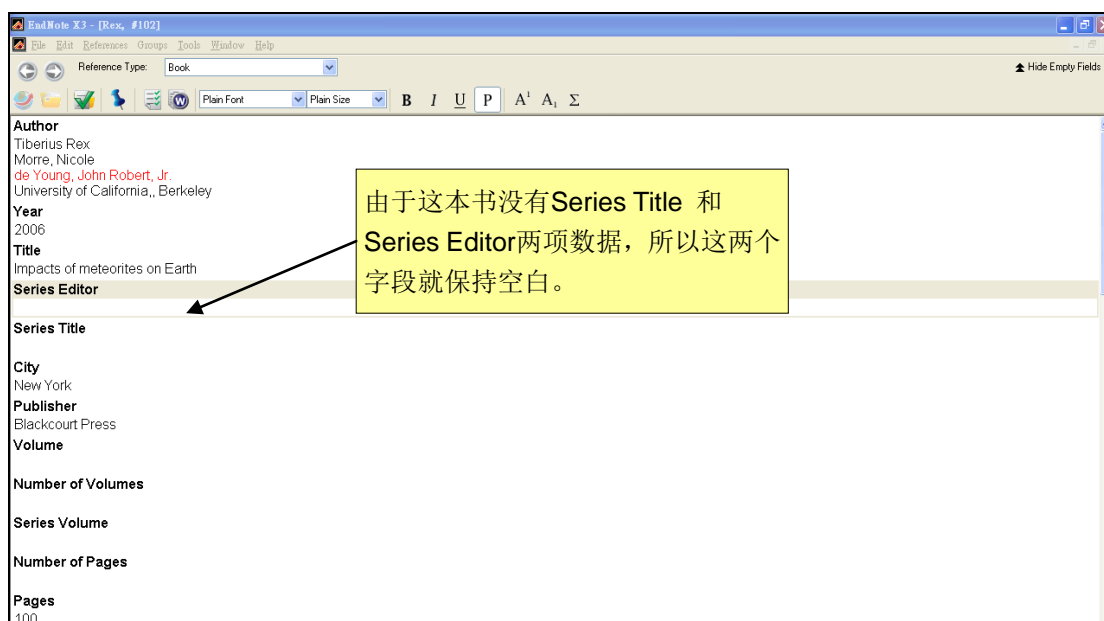 EndNote X3 - [Rex, #102]
File Edit References Groups Tools Window Help
Reference Type: Book
Hide Empty Fields
Plain Font Plain Size B I U P A¹ A₁ Σ
Author
Tiberius Rex
Morre, Nicole
de Young, John Robert, Jr.
University of California,, Berkeley
Year
2006
Title
Impacts of meteorites on Earth
Series Editor
Series Title
City
New York
Publisher
Blackcourt Press
Volume
Number of Volumes
Series Volume
Number of Pages
Pages
100
由于这本书没有Series Title 和
Series Editor两项数据，所以这两个
字段就保持空白。